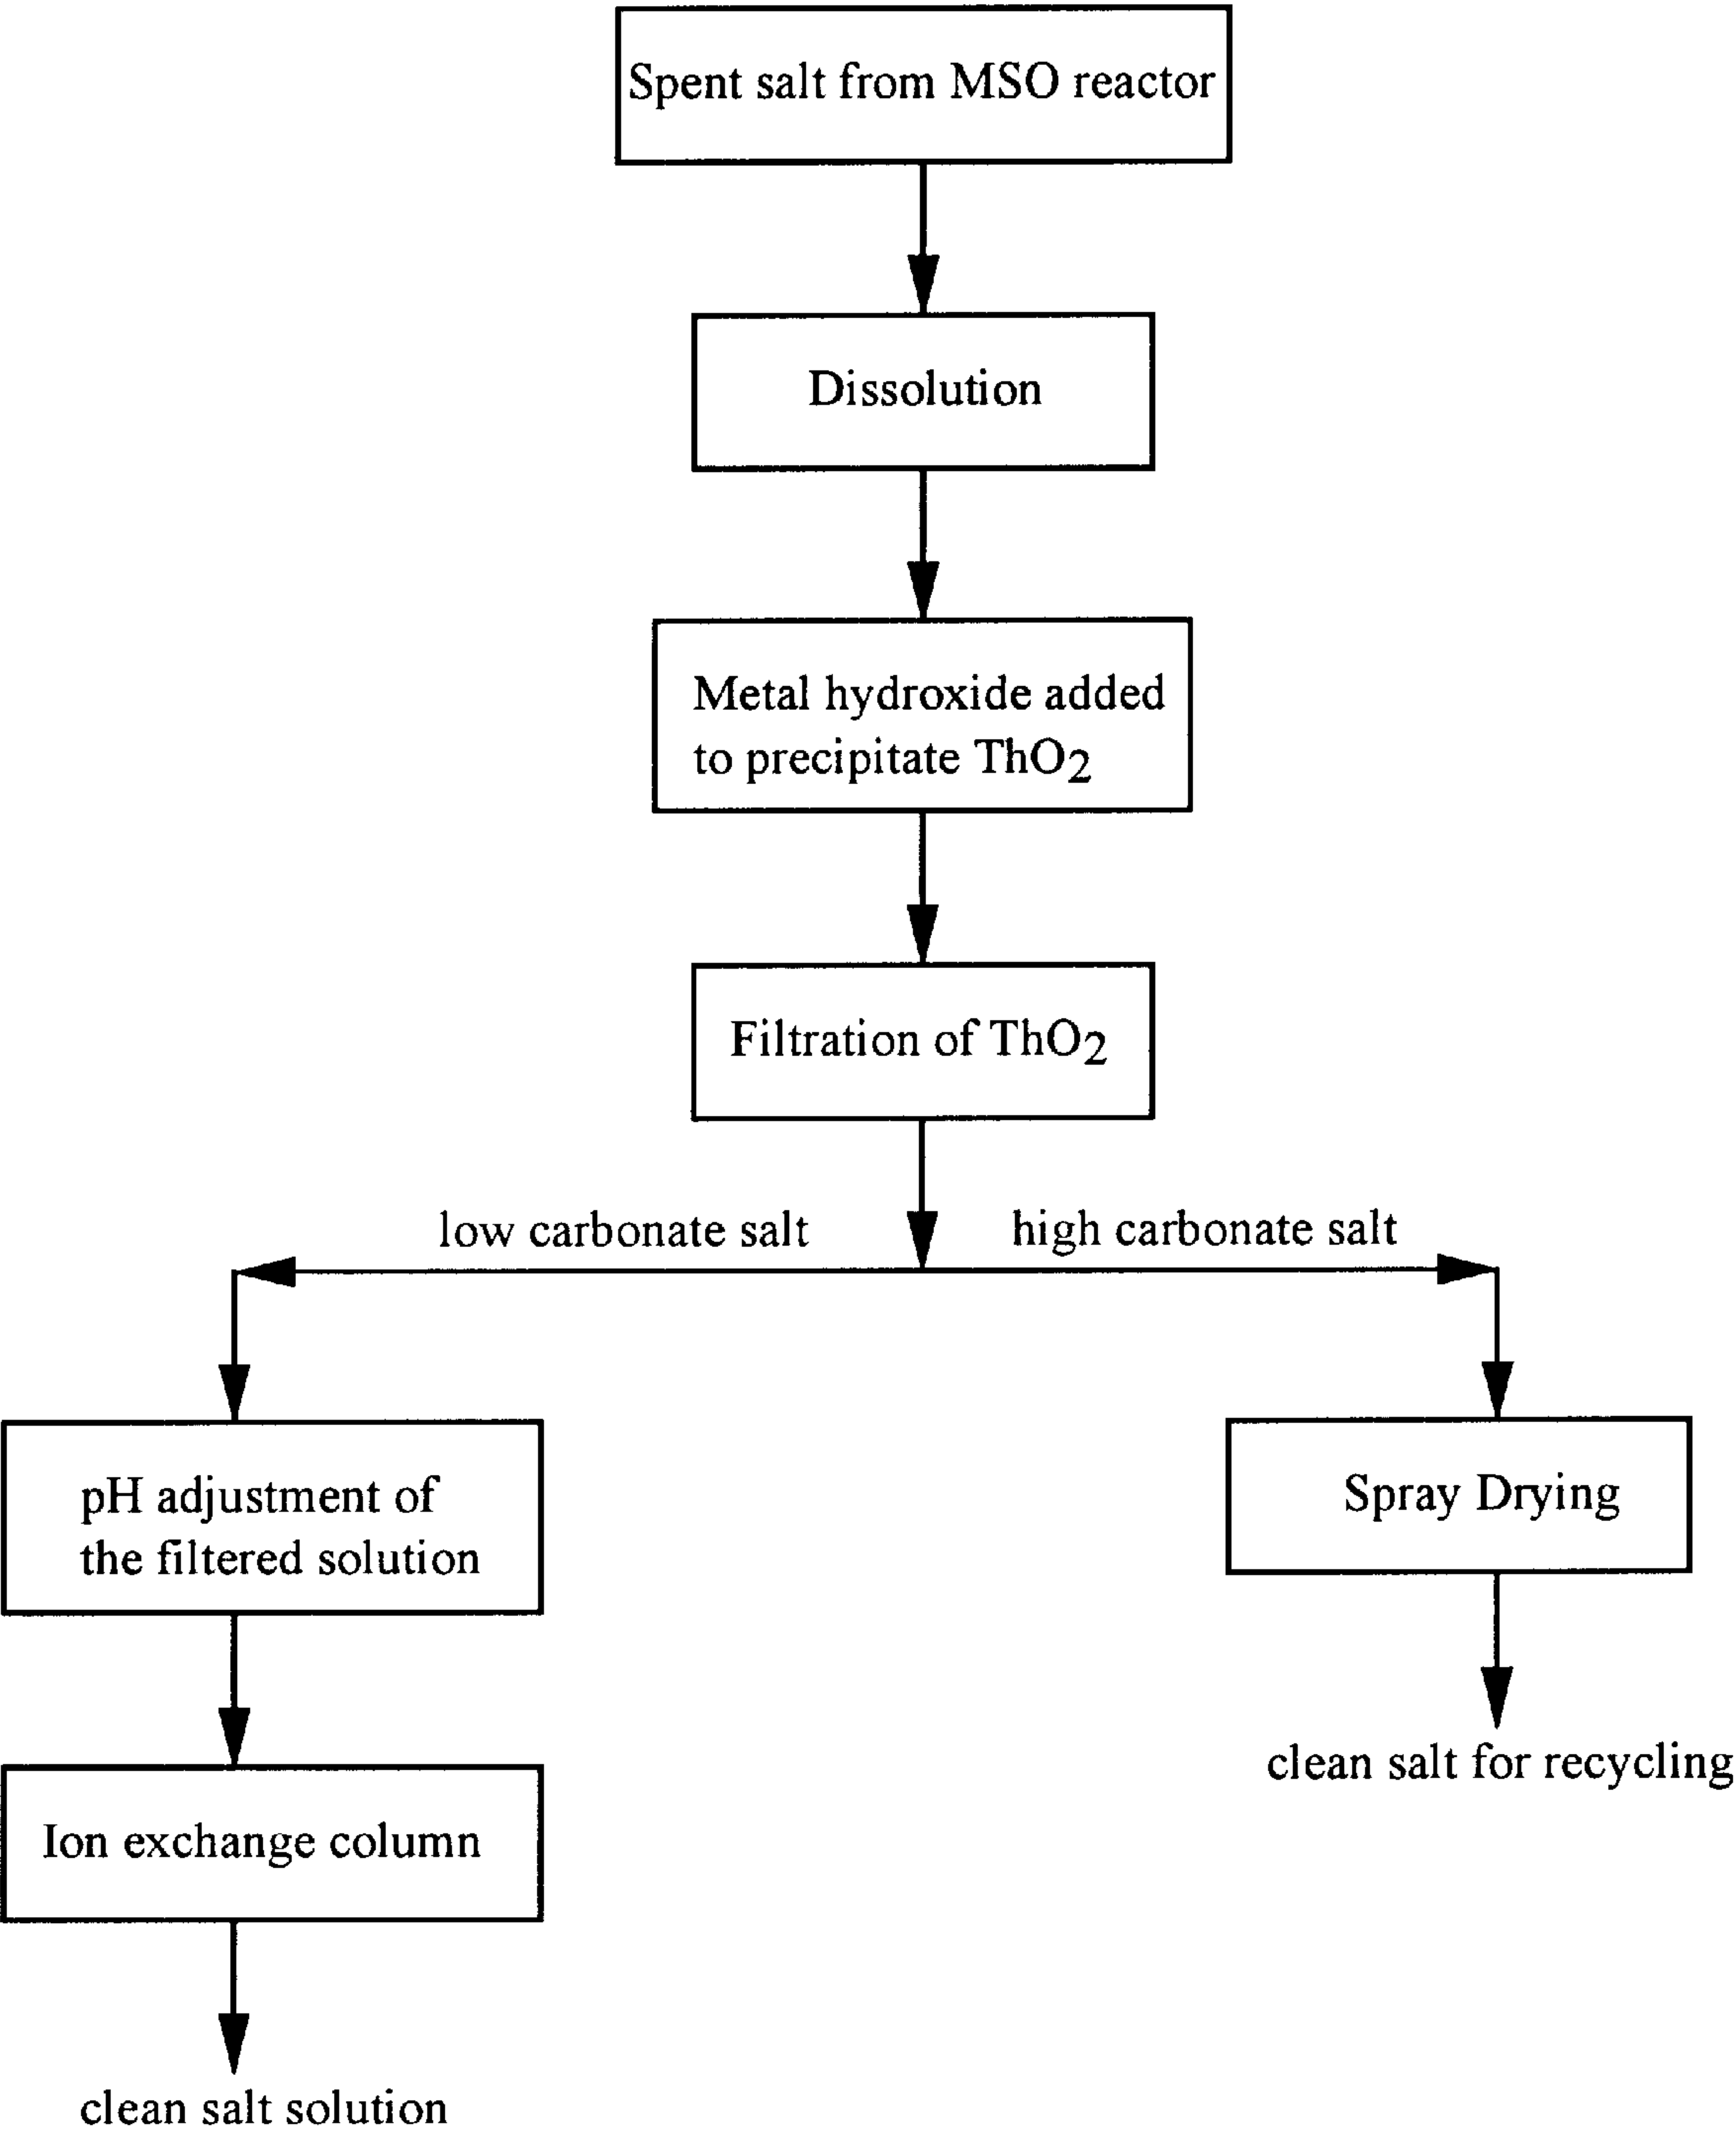 Spent salt from MSO reactor
Dissolution
Metal hydroxide added
to precipitate ThO2
Filtration of ThO2
low carbonate salt
high carbonate salt
pH adjustment of
the filtered solution
Spray Drying
clean salt for recycling
Ion exchange column
clean salt solution